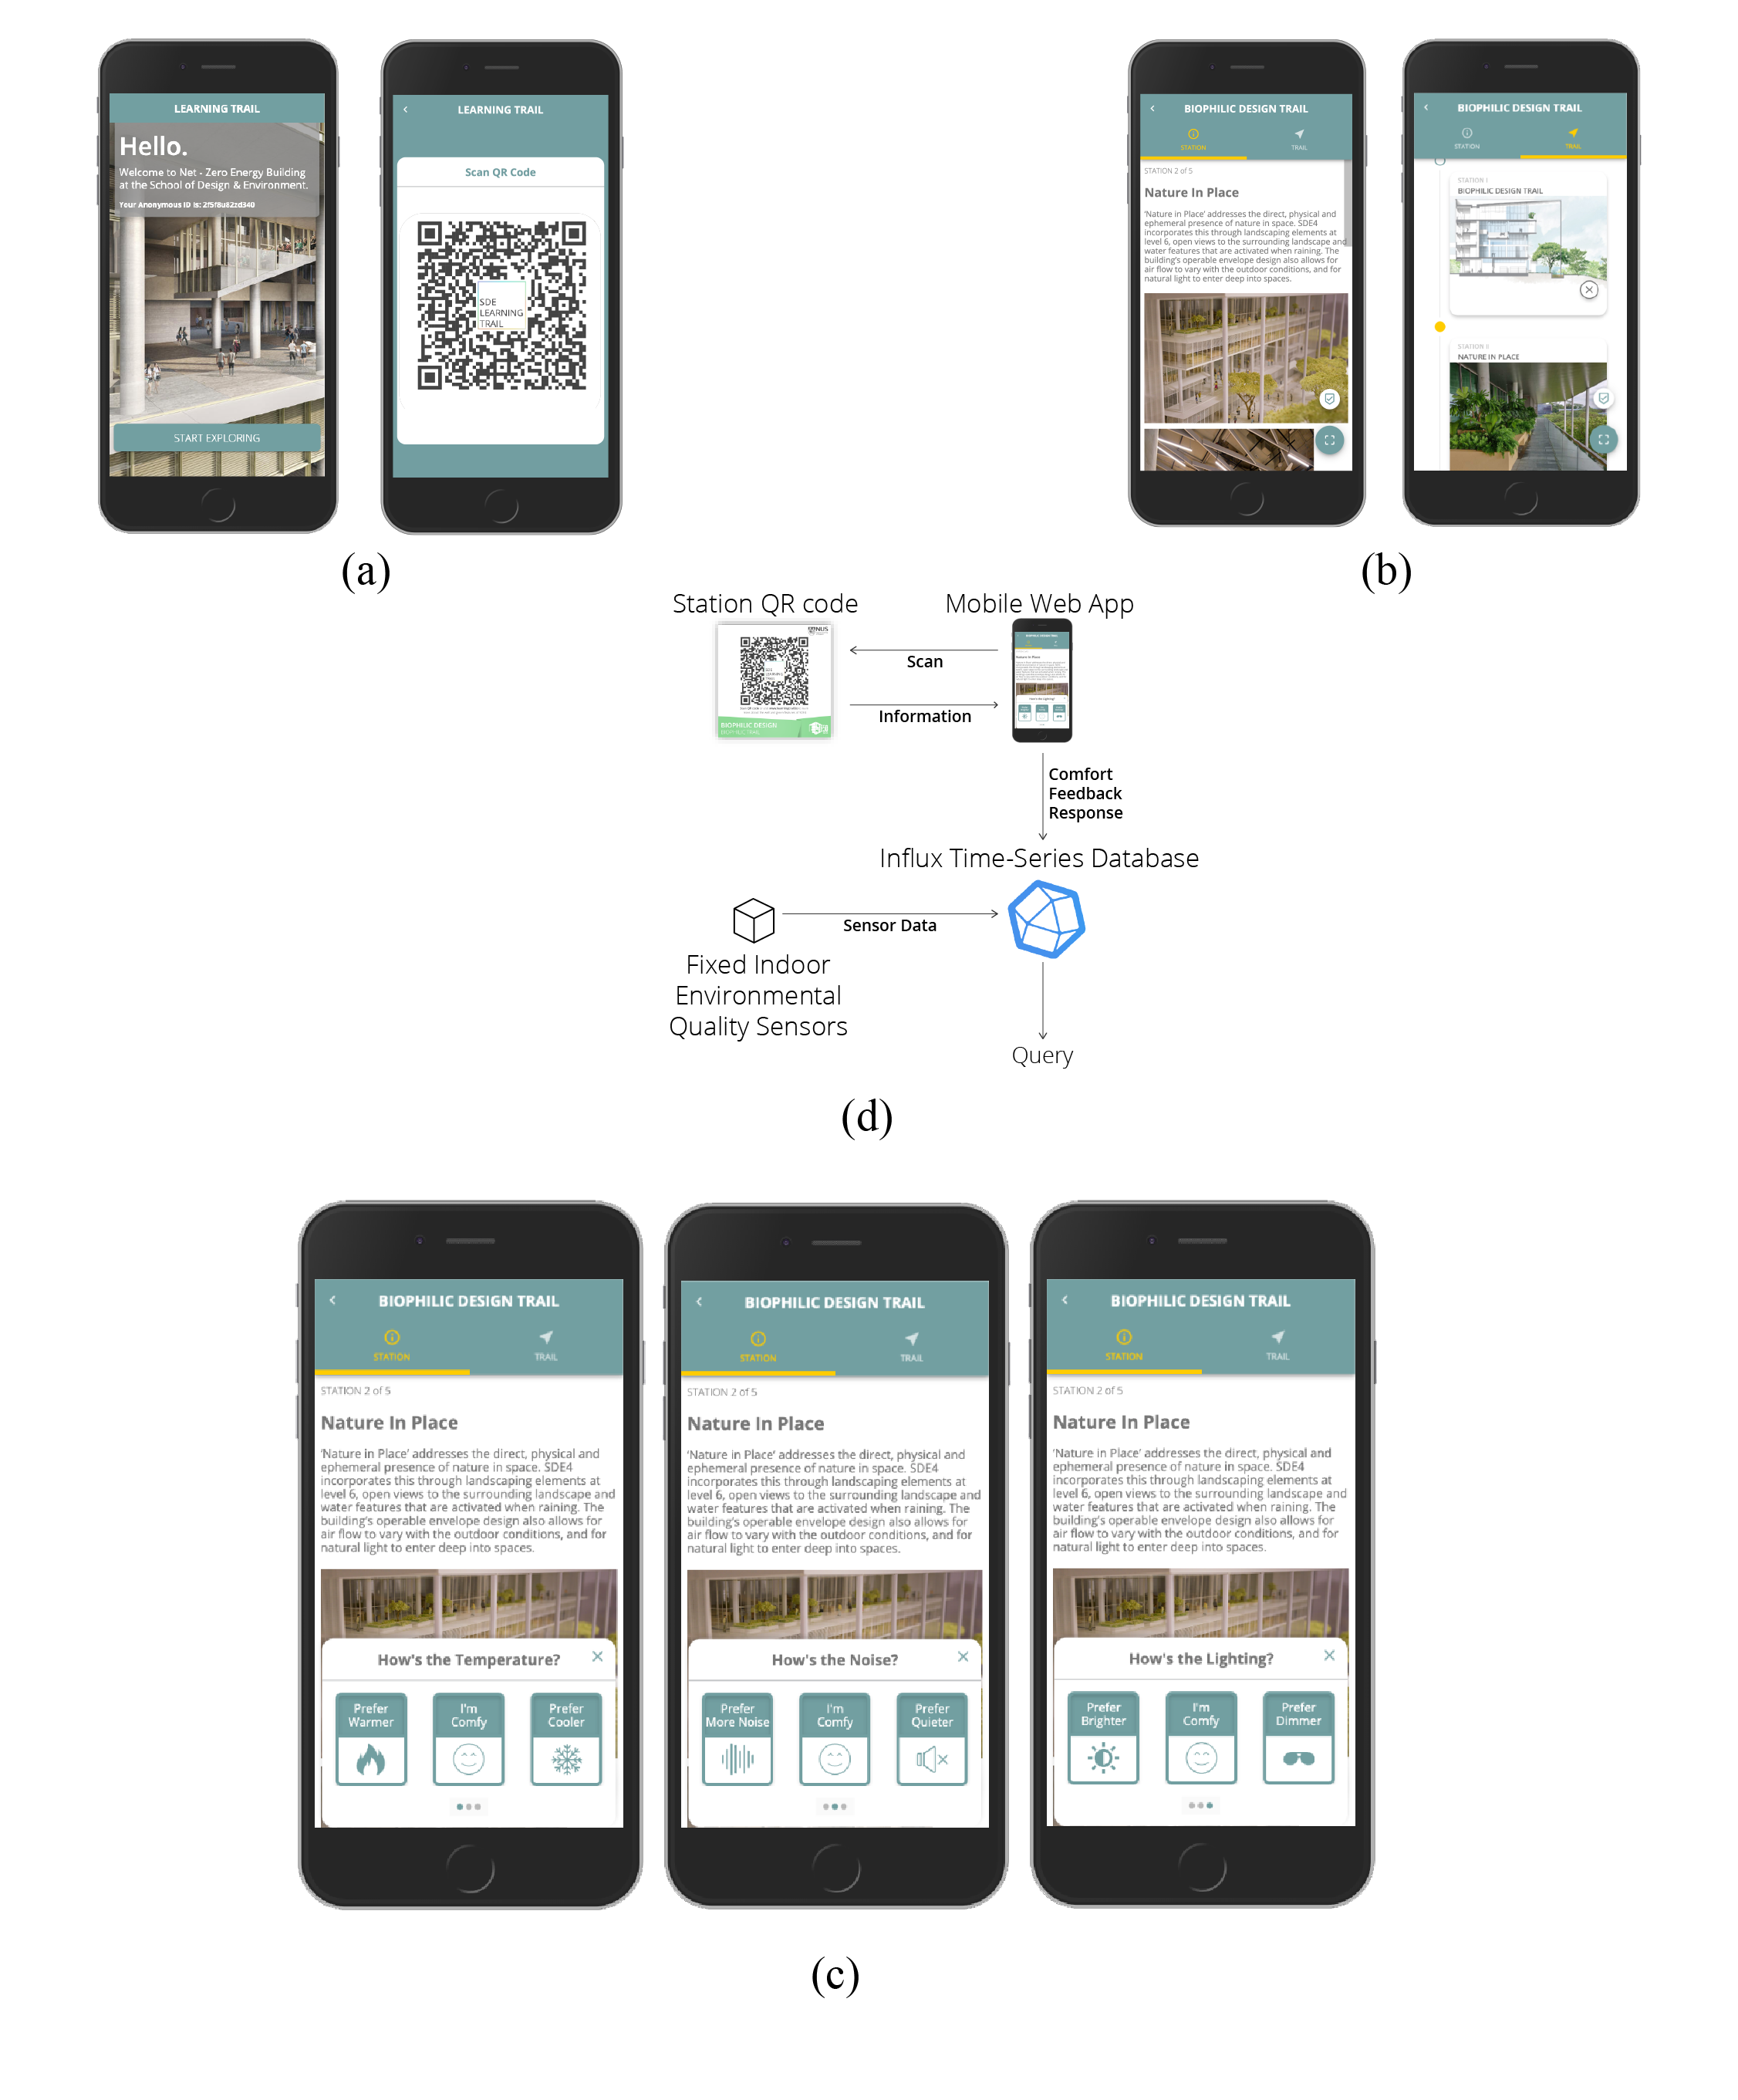 LEARNING TRAIL
Hello.
Welcome to Net - Zero Energy Building
at the School of Design & Environment.
Your Anonymous ID is: 2f5f8u82zd340
START EXPLORING
LEARNING TRAIL
Scan QR Code
SDE
LEARNING
TRAIL
(a)
BIOPHILIC DESIGN TRAIL
STATION
TRAIL
STATION 2 of 5
Nature In Place
'Nature in Place' addresses the direct, physical and
ephemeral presence of nature in space. SDE4
incorporates this through landscaping elements at
level 6, open views to the surrounding landscape and
water features that are activated when raining. The
building's operable envelope design also allows for
air flow to vary with the outdoor conditions, and for
natural light to enter deep into spaces.
BIOPHILIC DESIGN TRAIL
STATION
TRAIL
STATION I
BIOPHILIC DESIGN TRAIL
STATION II
NATURE IN PLACE
(b)
Station QR code
Mobile Web App
NUS
BIOPHILIC DESIGN
BIOPHILIC TRAIL
Scan
Information
Comfort
Feedback
Response
Influx Time-Series Database
Sensor Data
Fixed Indoor
Environmental
Quality Sensors
Query
(d)
BIOPHILIC DESIGN TRAIL
STATION
TRAIL
STATION 2 of 5
Nature In Place
'Nature in Place' addresses the direct, physical and
ephemeral presence of nature in space. SDE4
incorporates this through landscaping elements at
level 6, open views to the surrounding landscape and
water features that are activated when raining. The
building's operable envelope design also allows for
air flow to vary with the outdoor conditions, and for
natural light to enter deep into spaces.
How's the Temperature?
Prefer
Warmer
I'm
Comfy
Prefer
Cooler
BIOPHILIC DESIGN TRAIL
STATION
TRAIL
STATION 2 of 5
Nature In Place
'Nature in Place' addresses the direct, physical and
ephemeral presence of nature in space. SDE4
incorporates this through landscaping elements at
level 6, open views to the surrounding landscape and
water features that are activated when raining. The
building's operable envelope design also allows for
air flow to vary with the outdoor conditions, and for
natural light to enter deep into spaces.
How's the Noise?
Prefer
More Noise
I'm
Comfy
Prefer
Quieter
BIOPHILIC DESIGN TRAIL
STATION
TRAIL
STATION 2 of 5
Nature In Place
'Nature in Place' addresses the direct, physical and
ephemeral presence of nature in space. SDE4
incorporates this through landscaping elements at
level 6, open views to the surrounding landscape and
water features that are activated when raining. The
building's operable envelope design also allows for
air flow to vary with the outdoor conditions, and for
natural light to enter deep into spaces.
How's the Lighting?
Prefer
Brighter
I'm
Comfy
Prefer
Dimmer
(c)